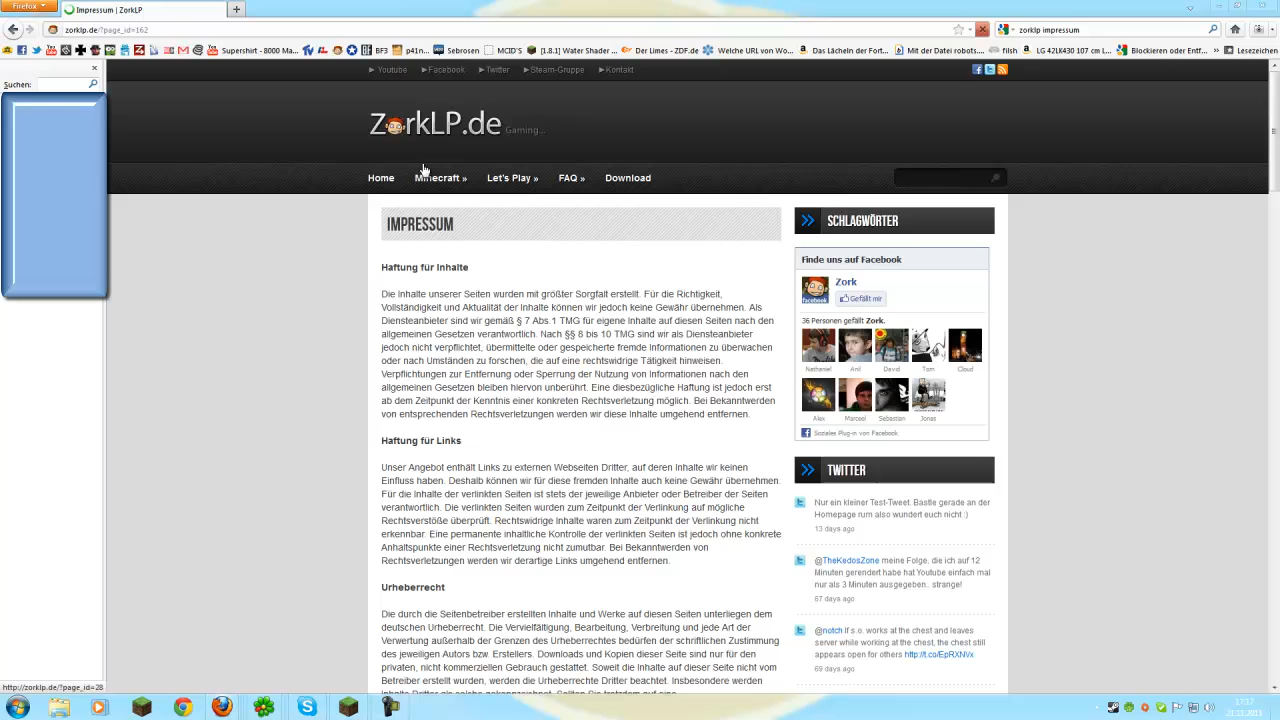 Firefox
Impressum | ZorkLP
zorklp.de/?page_id=162
zorklp impressum
Supershirt - 8000 Mar...
BF3
p41n...
Sebrosen
MCID'S
[1.8.1] Water Shader ...
Der Limes - ZDF.de
Welche URL von Wo...
Das Lächeln der Fort...
Mit der Datei robots...
filsh
LG 42LK430 107 cm L...
Blockieren oder Entf...
Lesezeichen
Suchen:
Youtube
Facebook
Twitter
Steam-Gruppe
Kontakt
ZorkLP.de Gaming...
Home
Minecraft »
Let's Play »
FAQ »
Download
IMPRESSUM
Haftung für Inhalte
Die Inhalte unserer Seiten wurden mit größter Sorgfalt erstellt. Für die Richtigkeit,
Vollständigkeit und Aktualität der Inhalte können wir jedoch keine Gewähr übernehmen. Als
Diensteanbieter sind wir gemäß § 7 Abs.1 TMG für eigene Inhalte auf diesen Seiten nach den
allgemeinen Gesetzen verantwortlich. Nach §§ 8 bis 10 TMG sind wir als Diensteanbieter
jedoch nicht verpflichtet, übermittelte oder gespeicherte fremde Informationen zu überwachen
oder nach Umständen zu forschen, die auf eine rechtswidrige Tätigkeit hinweisen.
Verpflichtungen zur Entfernung oder Sperrung der Nutzung von Informationen nach den
allgemeinen Gesetzen bleiben hiervon unberührt. Eine diesbezügliche Haftung ist jedoch erst
ab dem Zeitpunkt der Kenntnis einer konkreten Rechtsverletzung möglich. Bei Bekanntwerden
von entsprechenden Rechtsverletzungen werden wir diese Inhalte umgehend entfernen.
Haftung für Links
Unser Angebot enthält Links zu externen Webseiten Dritter, auf deren Inhalte wir keinen
Einfluss haben. Deshalb können wir für diese fremden Inhalte auch keine Gewähr übernehmen.
Für die Inhalte der verlinkten Seiten ist stets der jeweilige Anbieter oder Betreiber der Seiten
verantwortlich. Die verlinkten Seiten wurden zum Zeitpunkt der Verlinkung auf mögliche
Rechtsverstöße überprüft. Rechtswidrige Inhalte waren zum Zeitpunkt der Verlinkung nicht
erkennbar. Eine permanente inhaltliche Kontrolle der verlinkten Seiten ist jedoch ohne konkrete
Anhaltspunkte einer Rechtsverletzung nicht zumutbar. Bei Bekanntwerden von
Rechtsverletzungen werden wir derartige Links umgehend entfernen.
Urheberrecht
Die durch die Seitenbetreiber erstellten Inhalte und Werke auf diesen Seiten unterliegen dem
deutschen Urheberrecht. Die Vervielfältigung, Bearbeitung, Verbreitung und jede Art der
Verwertung außerhalb der Grenzen des Urheberrechtes bedürfen der schriftlichen Zustimmung
des jeweiligen Autors bzw. Erstellers. Downloads und Kopien dieser Seite sind nur für den
privaten, nicht kommerziellen Gebrauch gestattet. Soweit die Inhalte auf dieser Seite nicht vom
Betreiber erstellt wurden, werden die Urheberrechte Dritter beachtet. Insbesondere werden
SCHLAGWÖRTER
Finde uns auf Facebook
Zork
facebook
Gefällt mir
36 Personen gefällt Zork.
Nathaniel
Anil
David
Tom
Cloud
Alex
Marcel
Sebastian
Jonas
Soziales Plug-in von Facebook
TWITTER
Nur ein kleiner Test-Tweet. Bastle gerade an der
Homepage rum also wundert euch nicht :)
13 days ago
@TheKedosZone meine Folge, die ich auf 12
Minuten gerendert habe hat Youtube einfach mal
nur als 3 Minuten ausgegeben.. strange!
67 days ago
@notch If s.o. works at the chest and leaves
server while working at the chest, the chest still
appears open for others http://t.co/EpRXNVx
69 days ago
http://zorklp.de/?page_id=28
17:17